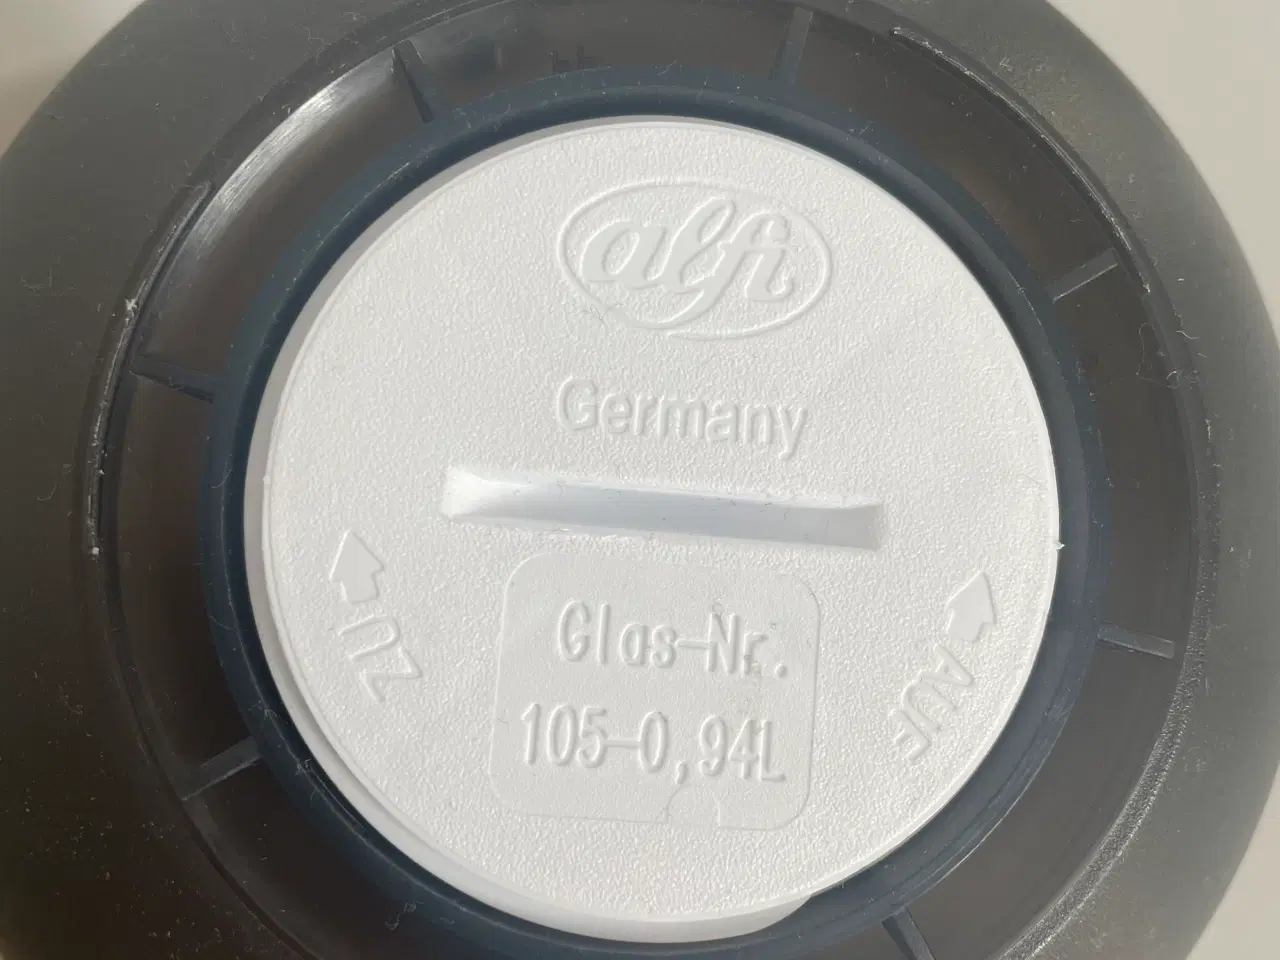 alfi
Germany
ZU
AUF
Glas-Nr.
105-0,94L